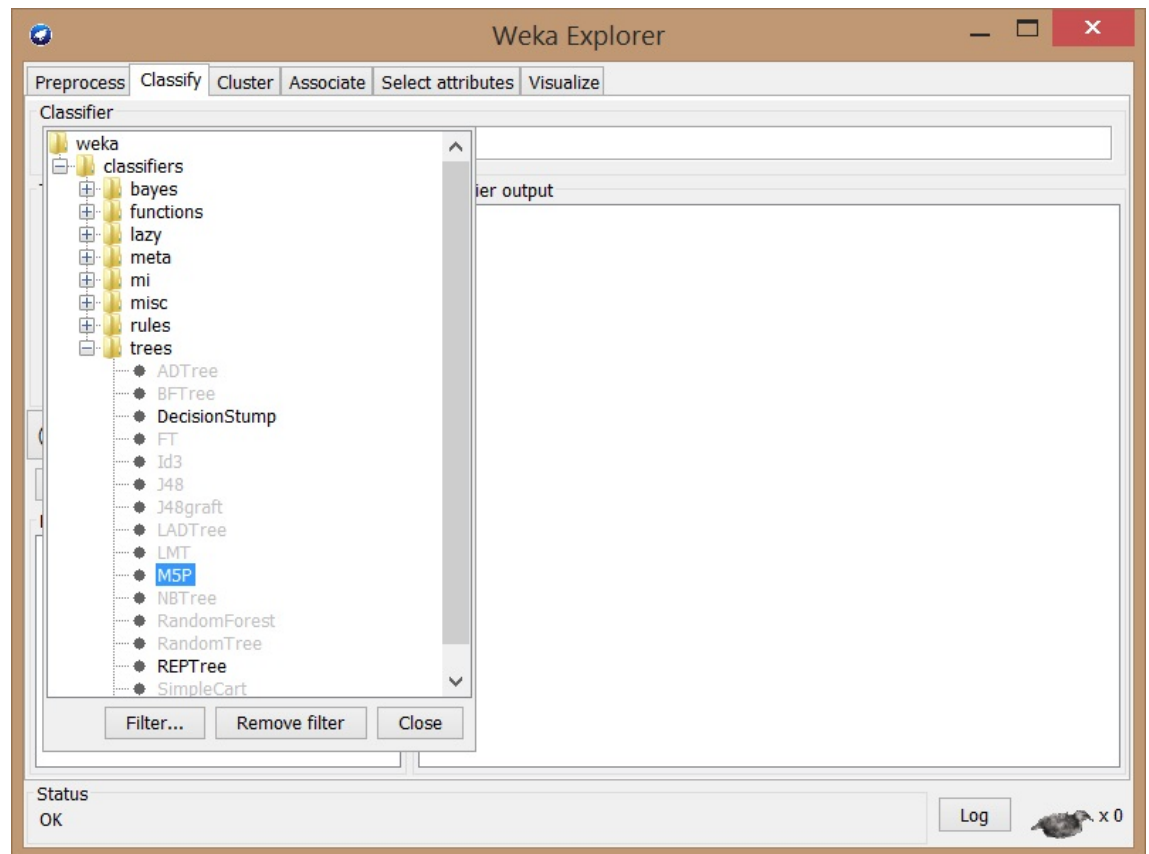 Weka Explorer
Preprocess Classify Cluster Associate Select attributes Visualize
Classifier
weka
classifiers
bayes
ier output
functions
lazy
meta
mi
misc
rules
trees
ADTree
BFTree
DecisionStump
FT
Id3
J48
J48graft
LADTree
LMT
M5P
NBTree
RandomForest
RandomTree
REPTree
SimpleCart
Filter... Remove filter Close
Status
OK
Log x 0